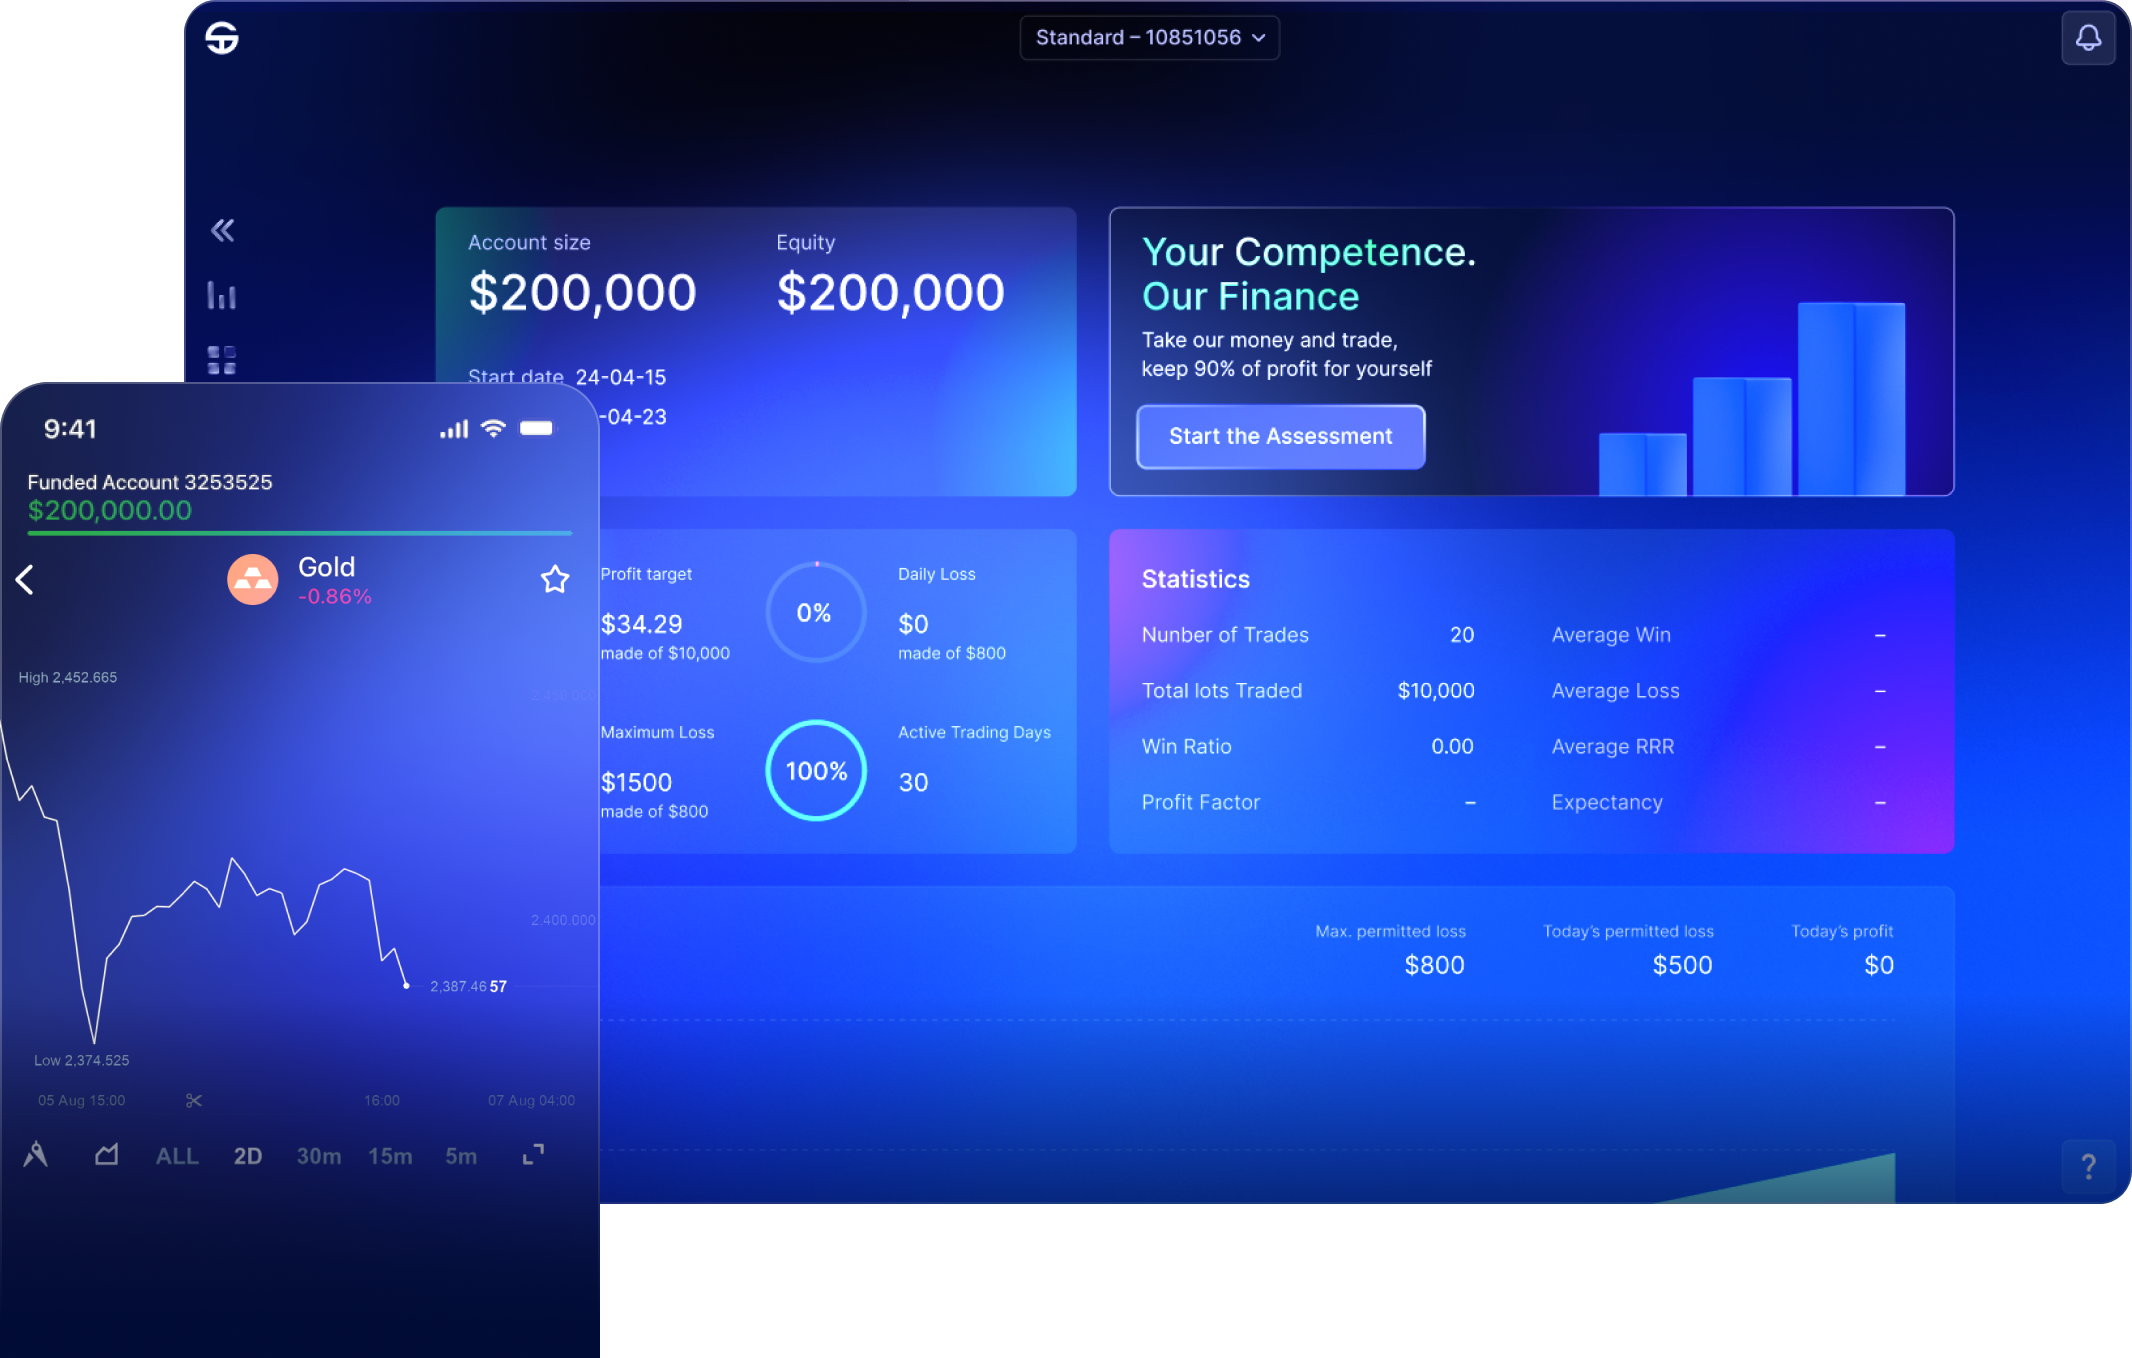 Standard – 10851056
Account size
$200,000
Equity
$200,000
Start date 24-04-15
-04-23
Your Competence.
Our Finance
Take our money and trade,
keep 90% of profit for yourself
Start the Assessment
9:41
Funded Account 3253525
$200,000.00
Gold
-0.86%
High 2,452.665
2,450.000
2,400.000
2,387.46 57
Low 2,374.525
05 Aug 15:00
16:00
07 Aug 04:00
ALL
2D
30m
15m
5m
Profit target
$34.29
made of $10,000
0%
Daily Loss
$0
made of $800
Maximum Loss
$1500
made of $800
100%
Active Trading Days
30
Statistics
Nunber of Trades 20
Average Win –
Total lots Traded $10,000
Average Loss –
Win Ratio 0.00
Average RRR –
Profit Factor –
Expectancy –
Max. permitted loss
$800
Today's permitted loss
$500
Today's profit
$0
?